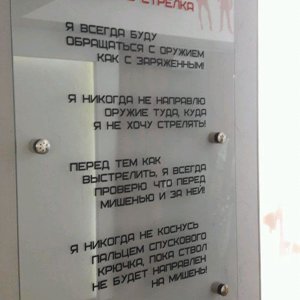 СТРЕЛКА
Я ВСЕГДА БУДУ
ОБРАЩАТЬСЯ С ОРУЖИЕМ
КАК С ЗАРЯЖЕННЫМ!
Я НИКОГДА НЕ НАПРАВЛЮ
ОРУЖИЕ ТУДА, КУДА
Я НЕ ХОЧУ СТРЕЛЯТЬ!
ПЕРЕД ТЕМ КАК
ВЫСТРЕЛИТЬ, Я ВСЕГДА
ПРОВЕРЮ ЧТО ПЕРЕД
МИШЕНЬЮ И ЗА НЕЙ!
Я НИКОГДА НЕ КОСНУСЬ
ПАЛЬЦЕМ СПУСКОВОГО
КРЮЧКА, ПОКА СТВОЛ
НЕ БУДЕТ НАПРАВЛЕН
НА МИШЕНЬ!